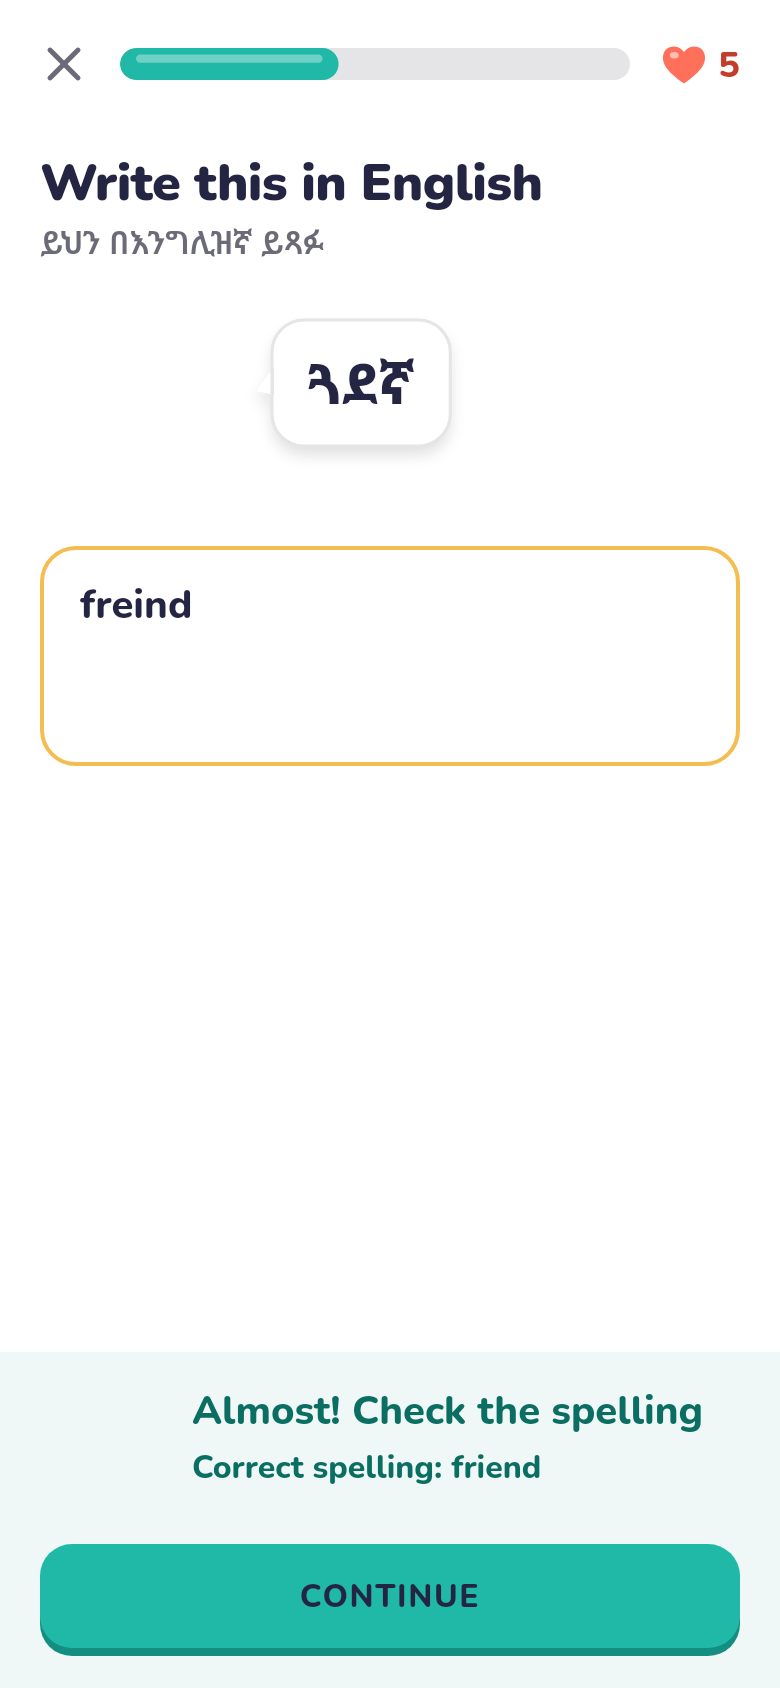 5
Write this in English
ይህን በእንግሊዝኛ ይጻፉ
ጓደኛ
freind
Almost! Check the spelling
Correct spelling: friend
CONTINUE